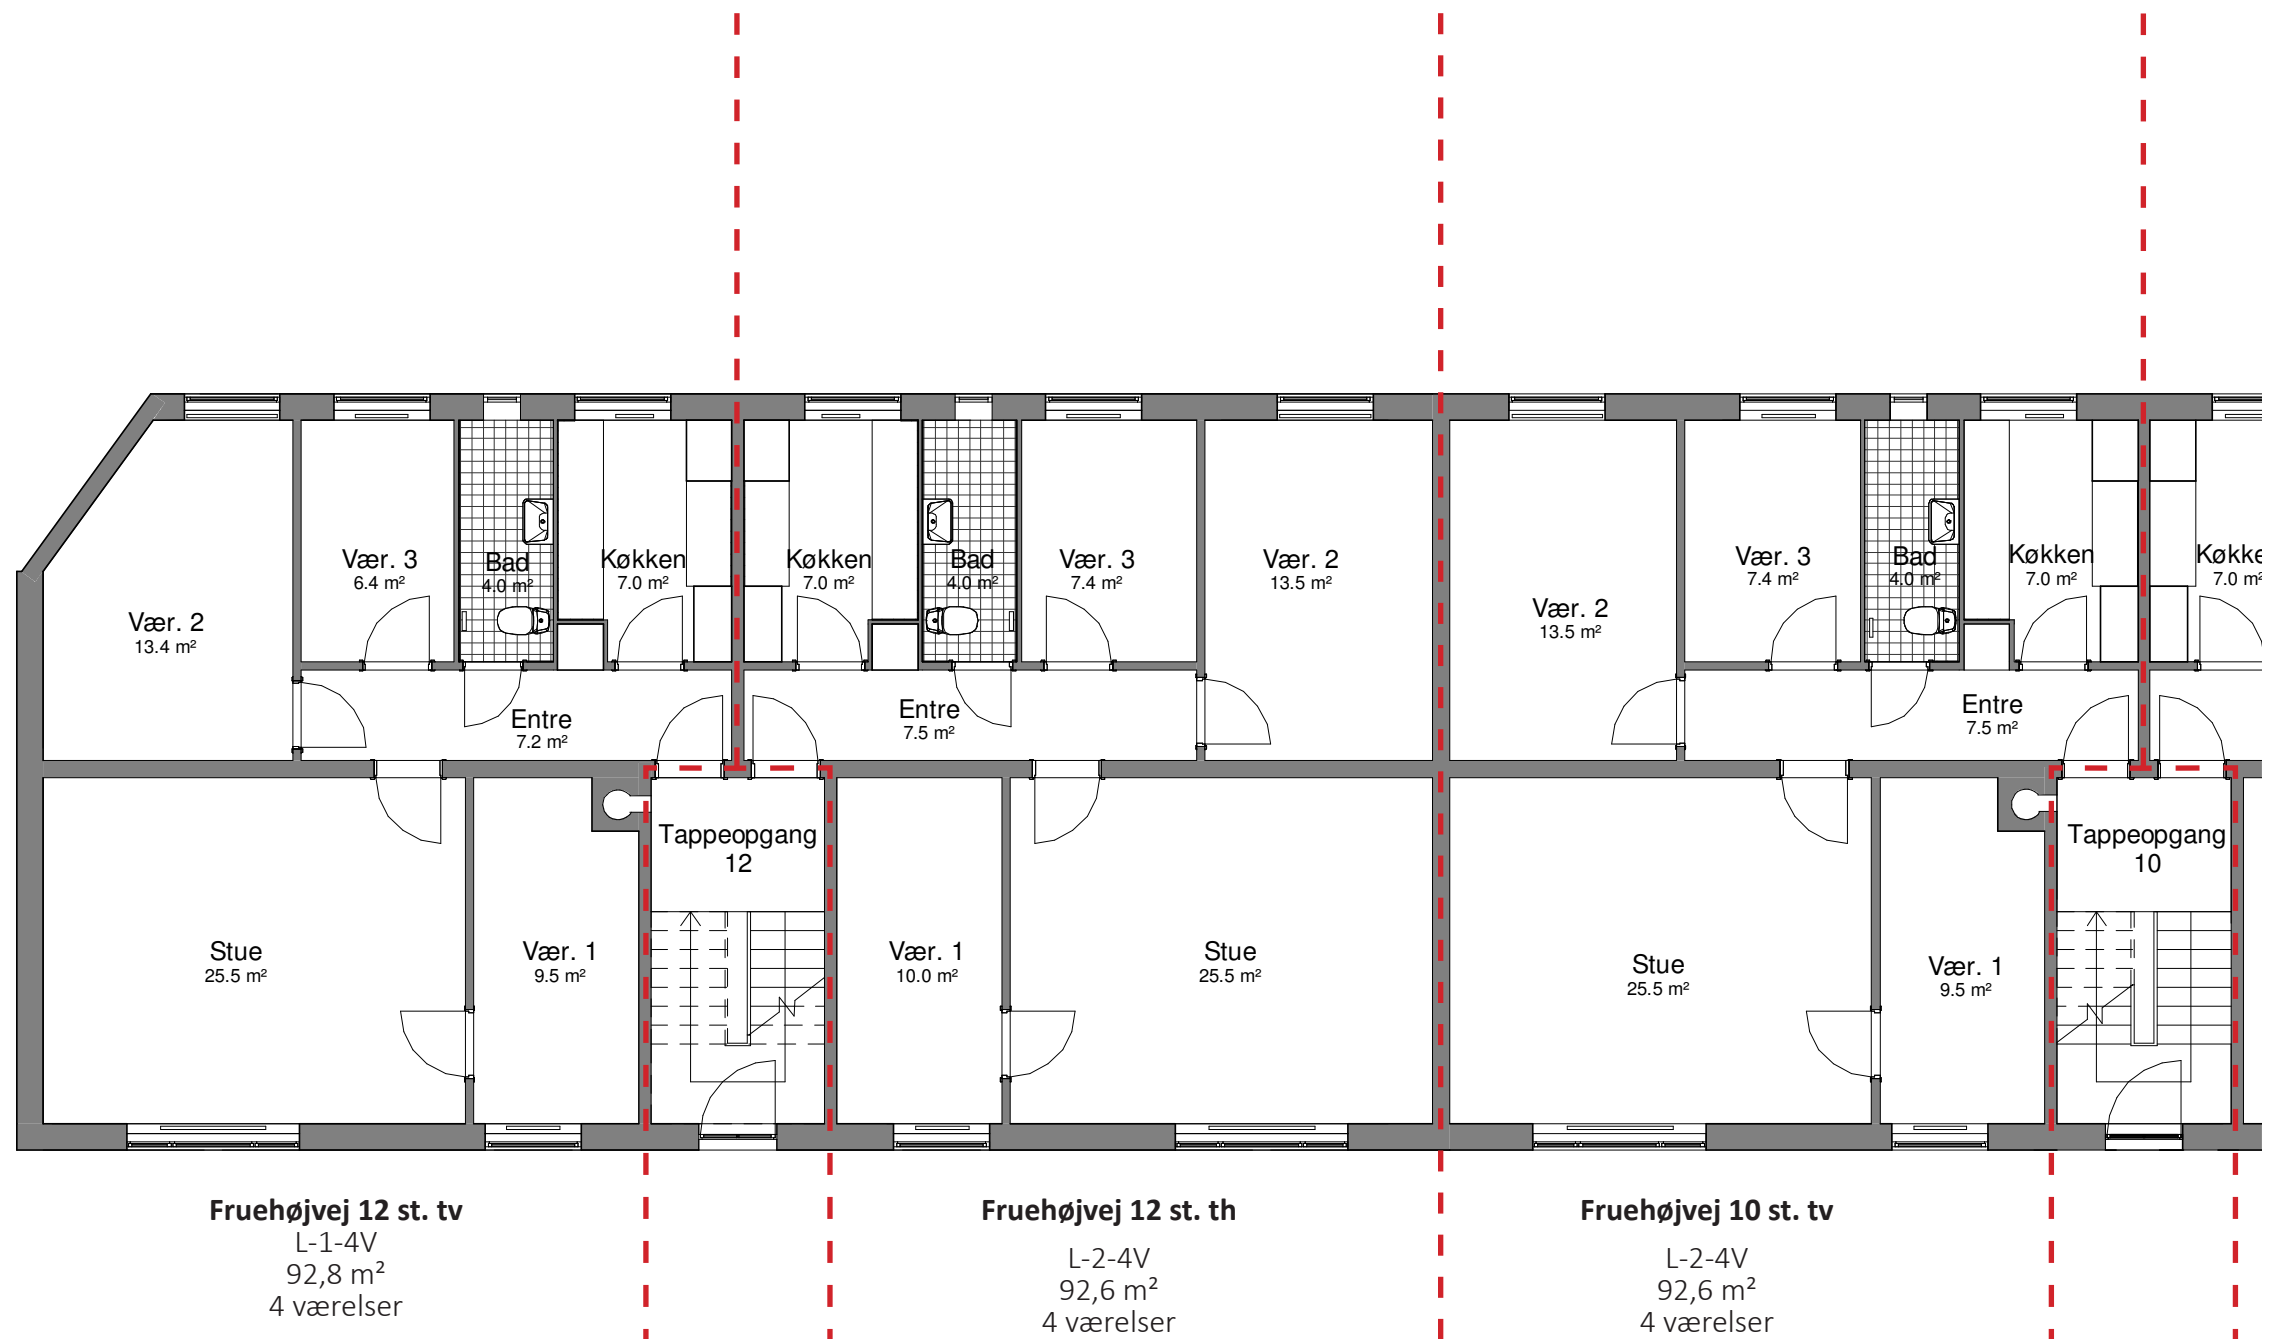 Vær. 2
13.4 m²
Vær. 3
6.4 m²
Bad
4.0 m²
Køkken
7.0 m²
Køkken
7.0 m²
Bad
4.0 m²
Vær. 3
7.4 m²
Vær. 2
13.5 m²
Vær. 2
13.5 m²
Vær. 3
7.4 m²
Bad
4.0 m²
Køkken
7.0 m²
Køkke
7.0 m²
Entre
7.2 m²
Entre
7.5 m²
Entre
7.5 m²
Tappeopgang
12
Tappeopgang
10
Stue
25.5 m²
Vær. 1
9.5 m²
Vær. 1
10.0 m²
Stue
25.5 m²
Stue
25.5 m²
Vær. 1
9.5 m²
Fruehøjvej 12 st. tv
L-1-4V
92,8 m²
4 værelser
Fruehøjvej 12 st. th
L-2-4V
92,6 m²
4 værelser
Fruehøjvej 10 st. tv
L-2-4V
92,6 m²
4 værelser